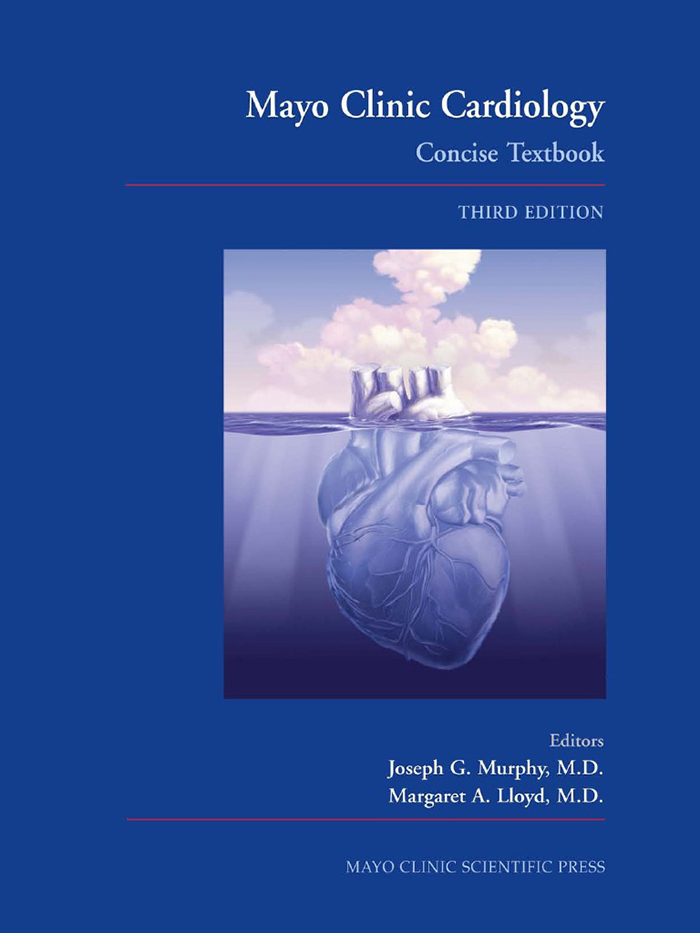 Mayo Clinic Cardiology
Concise Textbook
THIRD EDITION
Editors
Joseph G. Murphy, M.D.
Margaret A. Lloyd, M.D.
MAYO CLINIC SCIENTIFIC PRESS